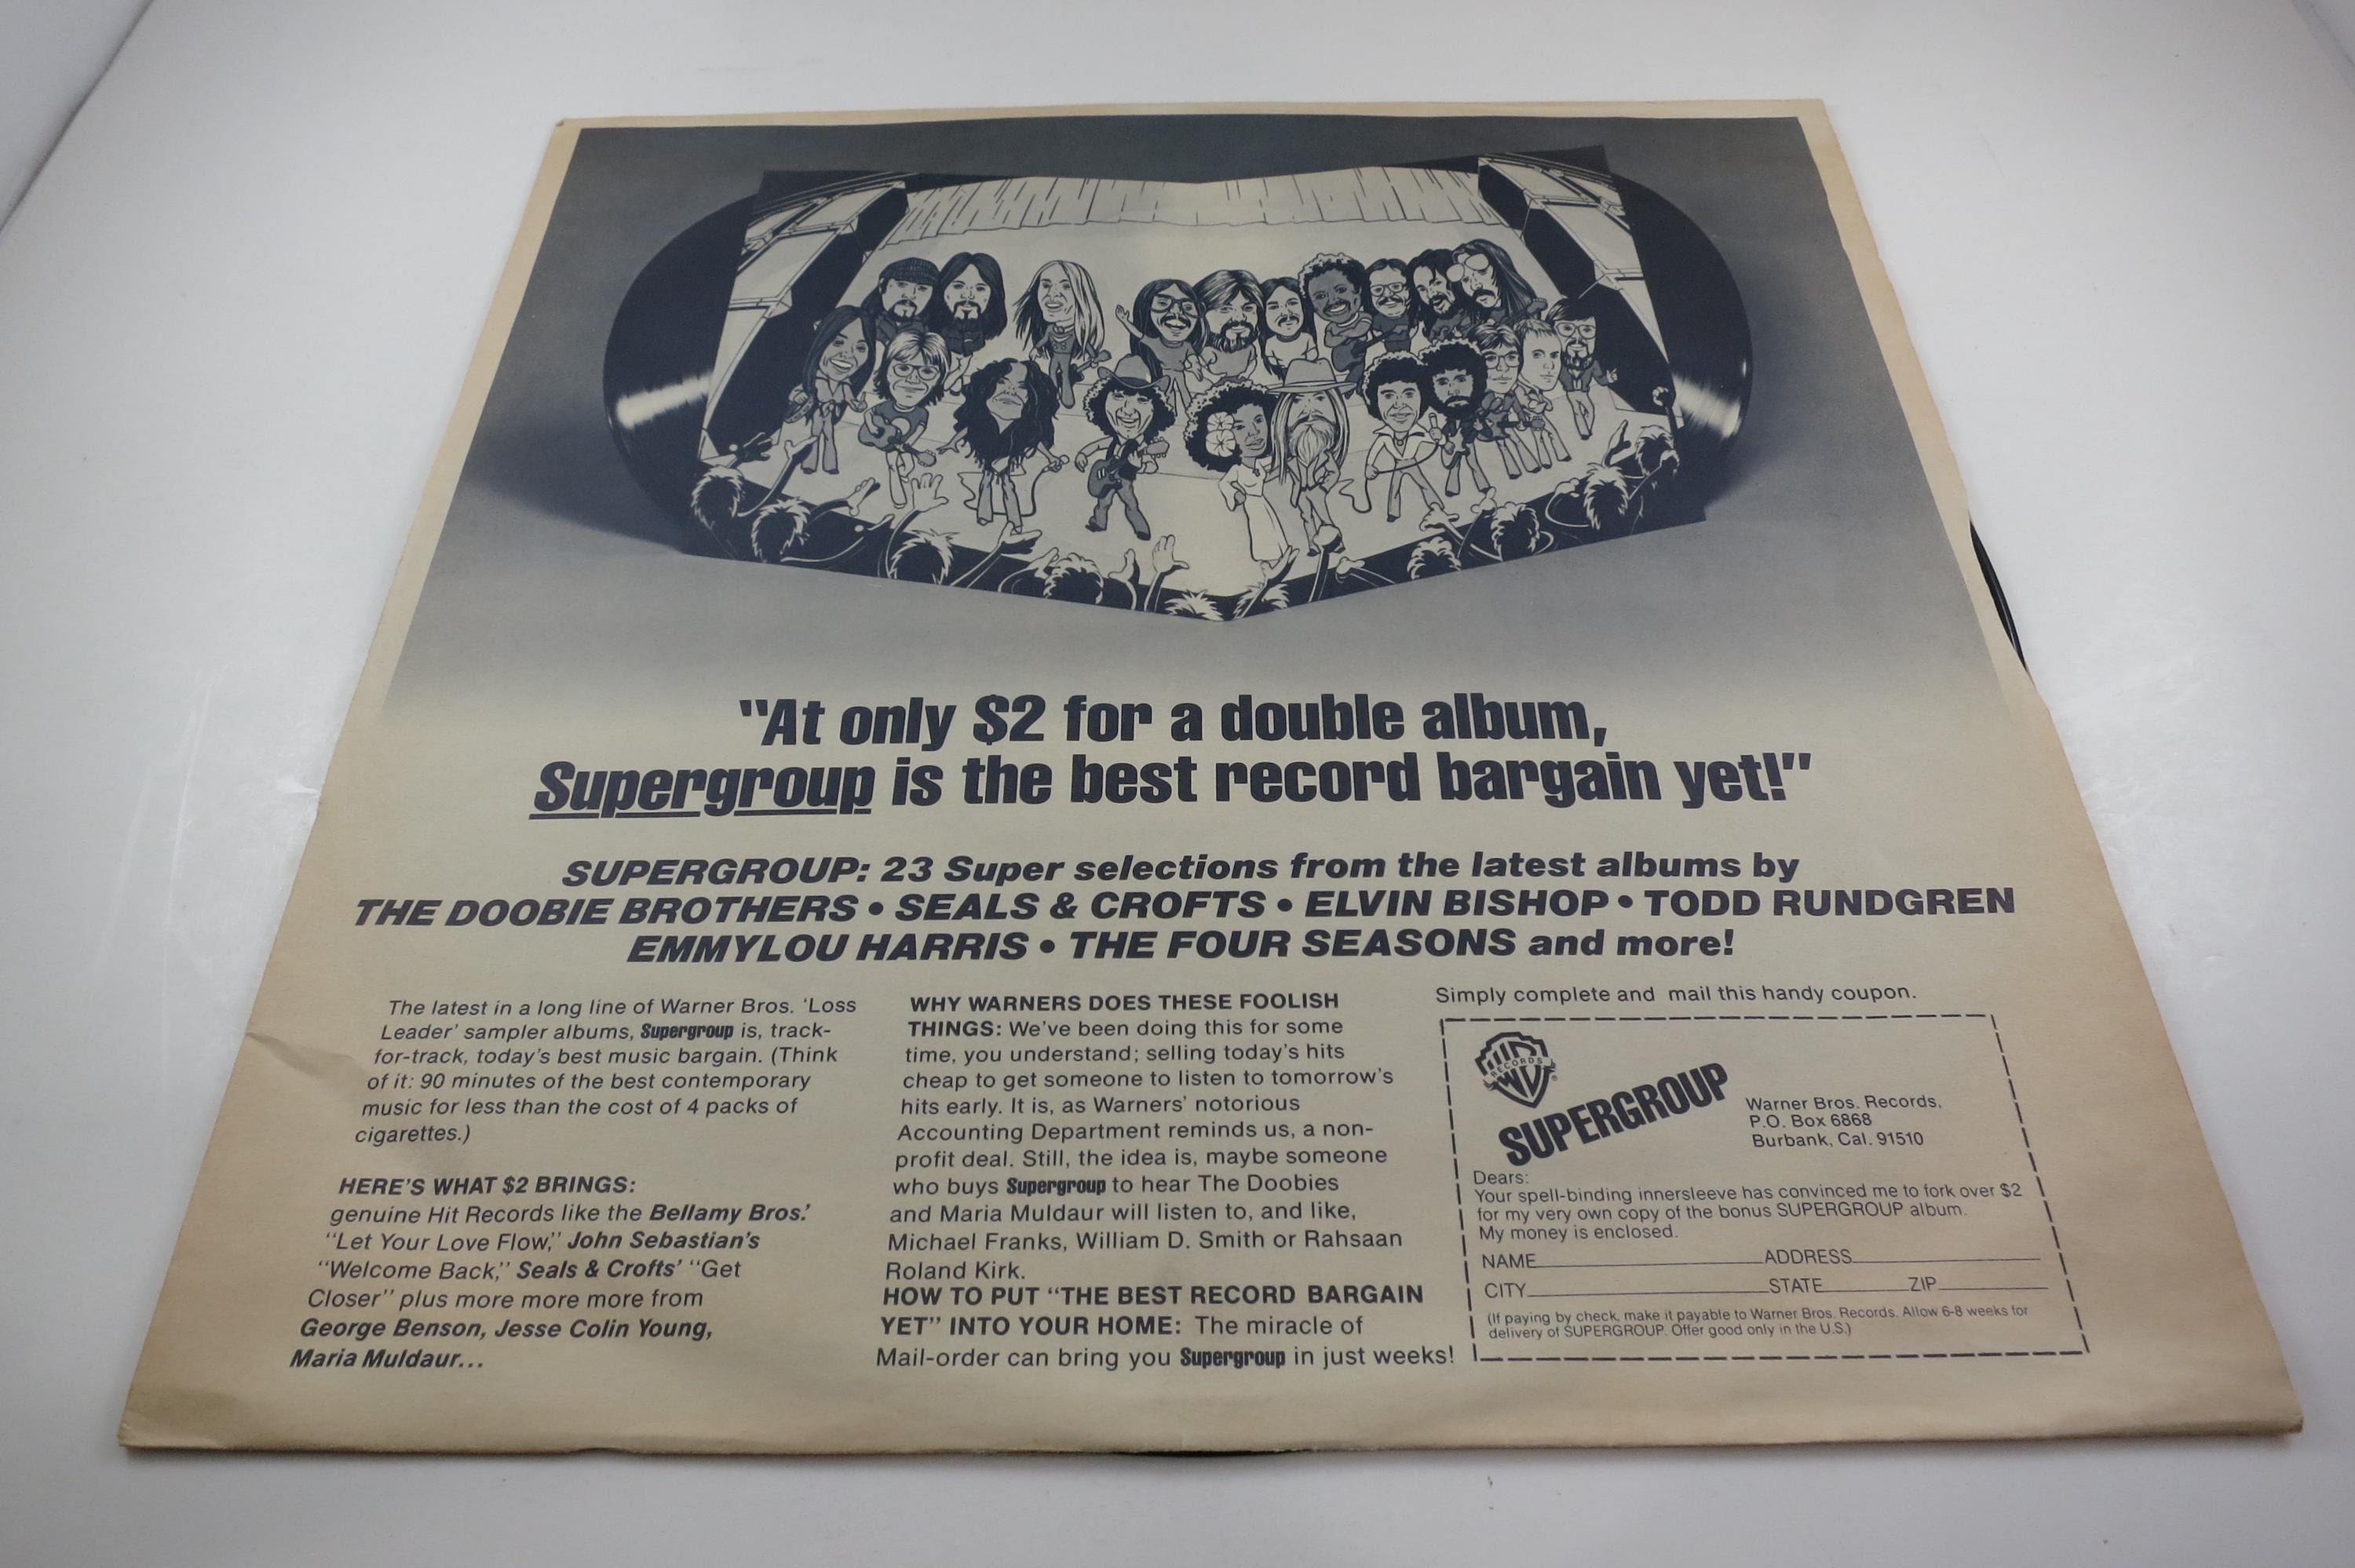 "At only $2 for a double album,
Supergroup is the best record bargain yet!"
SUPERGROUP: 23 Super selections from the latest albums by
THE DOOBIE BROTHERS • SEALS & CROFTS • ELVIN BISHOP • TODD RUNDGREN
EMMYLOU HARRIS • THE FOUR SEASONS and more!
The latest in a long line of Warner Bros. 'Loss
Leader' sampler albums, Supergroup is, track-
for-track, today's best music bargain. (Think
of it: 90 minutes of the best contemporary
music for less than the cost of 4 packs of
cigarettes.)
HERE'S WHAT $2 BRINGS:
genuine Hit Records like the Bellamy Bros.'
"Let Your Love Flow," John Sebastian's
"Welcome Back," Seals & Crofts' "Get
Closer" plus more more more from
George Benson, Jesse Colin Young,
Maria Muldaur...
WHY WARNERS DOES THESE FOOLISH
THINGS: We've been doing this for some
time, you understand; selling today's hits
cheap to get someone to listen to tomorrow's
hits early. It is, as Warners' notorious
Accounting Department reminds us, a non-
profit deal. Still, the idea is, maybe someone
who buys Supergroup to hear The Doobies
and Maria Muldaur will listen to, and like,
Michael Franks, William D. Smith or Rahsaan
Roland Kirk.
HOW TO PUT "THE BEST RECORD BARGAIN
YET" INTO YOUR HOME: The miracle of
Mail-order can bring you Supergroup in just weeks!
Simply complete and mail this handy coupon.
WB
RECORDS
®
SUPERGROUP
Warner Bros. Records,
P.O. Box 6868
Burbank, Cal. 91510
Dears:
Your spell-binding innersleeve has convinced me to fork over $2
for my very own copy of the bonus SUPERGROUP album.
My money is enclosed.
NAME ADDRESS
CITY STATE ZIP
(If paying by check, make it payable to Warner Bros. Records. Allow 6-8 weeks for
delivery of SUPERGROUP. Offer good only in the U.S.)